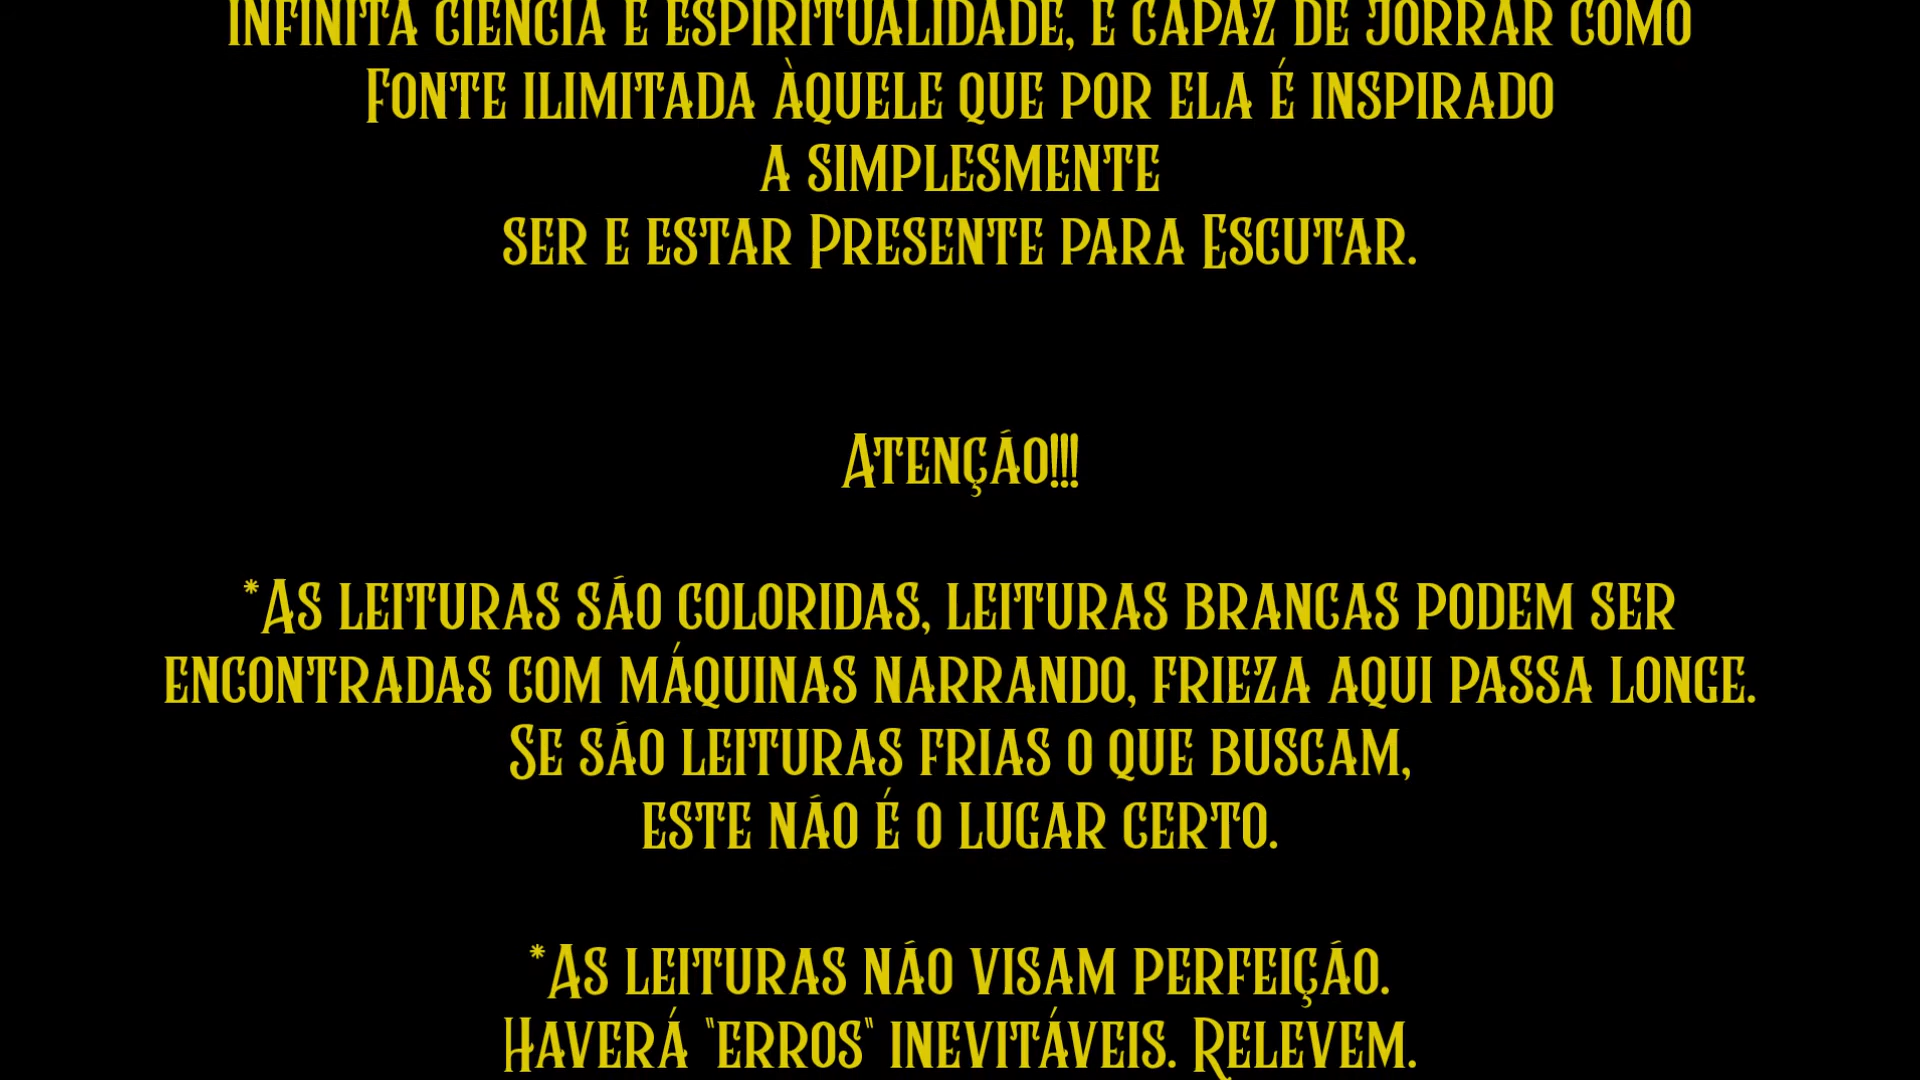 infinita ciência e espiritualidade, é capaz de jorrar como
Fonte ilimitada àquele que por ela é inspirado
a simplesmente
ser e estar Presente para Escutar.
Atenção!!!
*As leituras são coloridas, leituras brancas podem ser
encontradas com máquinas narrando, frieza aqui passa longe.
Se são leituras frias o que buscam,
este não é o lugar certo.
*As leituras não visam perfeição.
Haverá "erros" inevitáveis. Relevem.